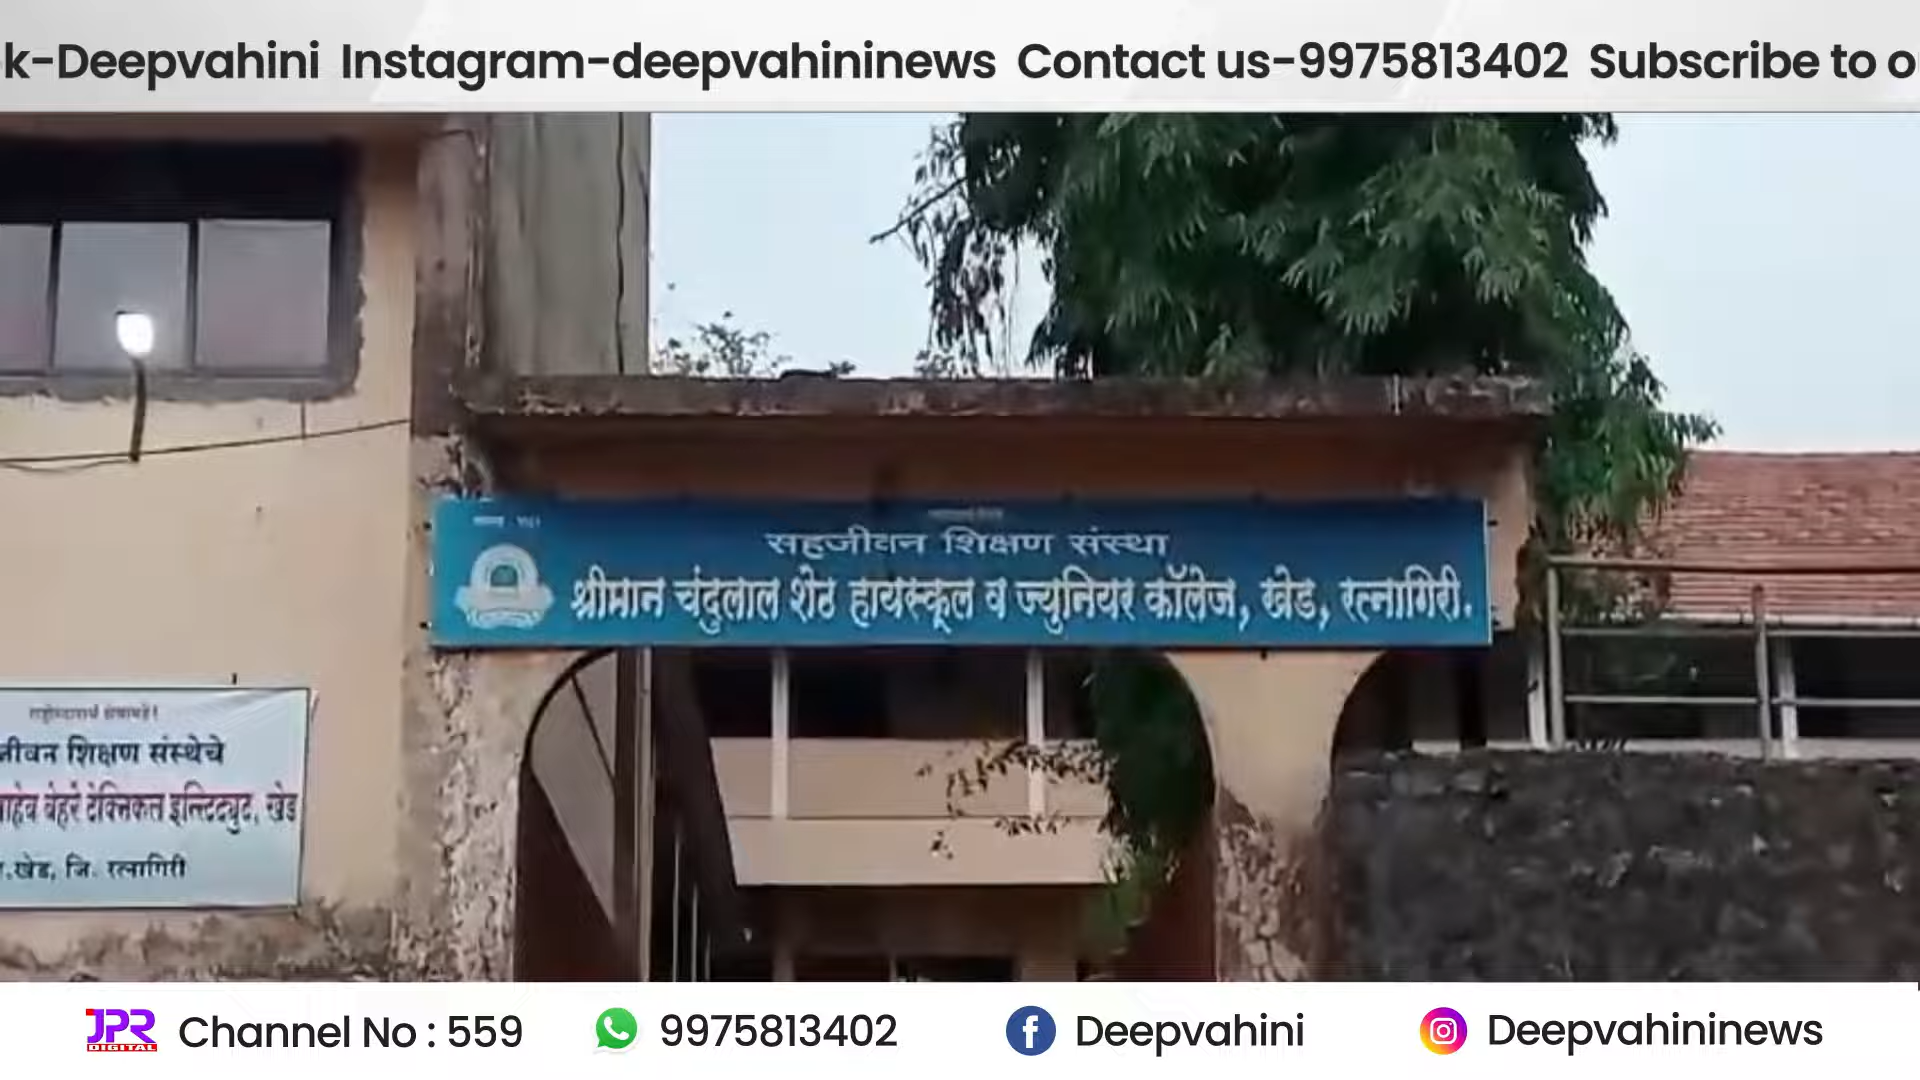 k-Deepvahini Instagram-deepvahininews Contact us-9975813402 Subscribe to o
सहजीवन शिक्षण संस्था
श्रीमान चंदुलाल शेठ हायस्कूल व ज्युनियर कॉलेज, खेड, रत्नागिरी.
जीवन शिक्षण संस्थेचे
साहेब बेहरे टेक्निकल इन्स्टिट्युट, खेड
.खेड, जि. रत्नागिरी
JPR DIGITAL Channel No : 559 9975813402 Deepvahini Deepvahininews